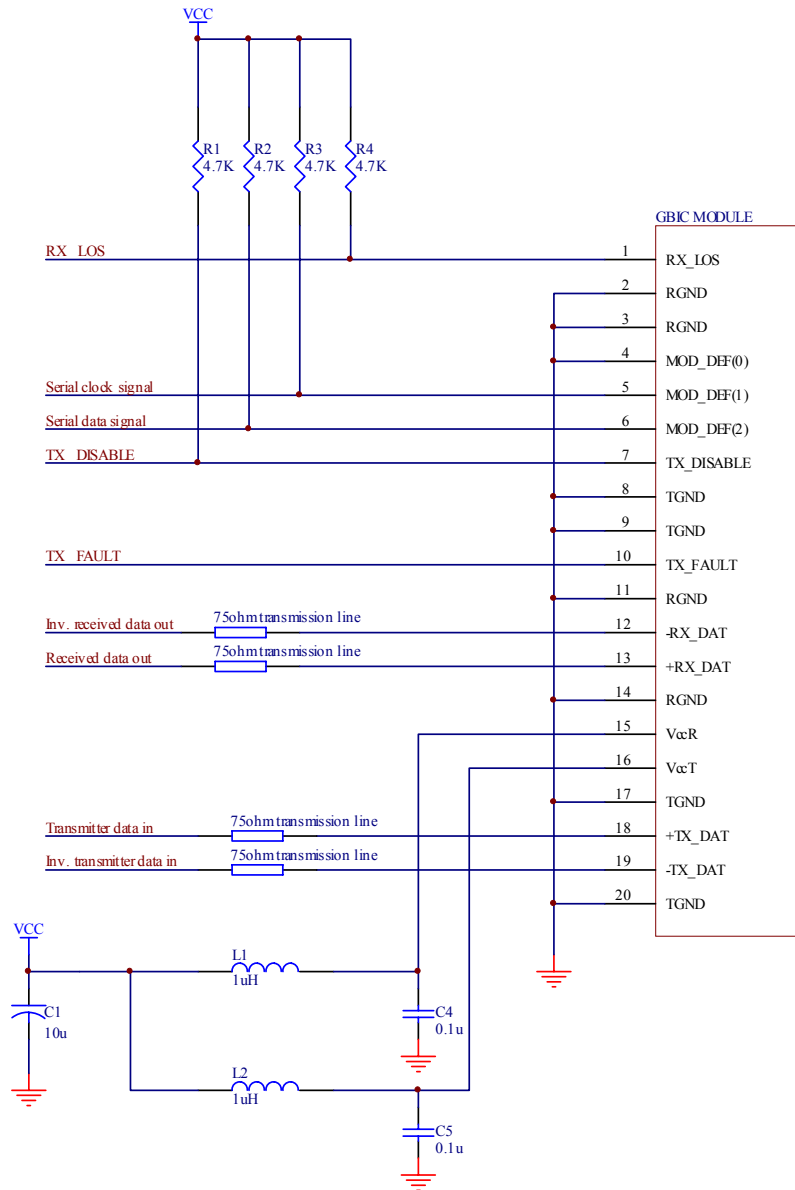 VCC
R1
4.7K
R2
4.7K
R3
4.7K
R4
4.7K
GBIC MODULE
RX_LOS
1
RX_LOS
2
RGND
3
RGND
4
MOD_DEF(0)
Serial clock signal
5
MOD_DEF(1)
Serial data signal
6
MOD_DEF(2)
TX_DISABLE
7
TX_DISABLE
8
TGND
9
TGND
TX_FAULT
10
TX_FAULT
11
RGND
Inv. received data out
75ohm transmission line
12
-RX_DAT
Received data out
75ohm transmission line
13
+RX_DAT
14
RGND
15
VccR
16
VccT
17
TGND
Transmitter data in
75ohm transmission line
18
+TX_DAT
Inv. transmitter data in
75ohm transmission line
19
-TX_DAT
20
TGND
VCC
L1
1uH
C1
10u
C4
0.1u
L2
1uH
C5
0.1u